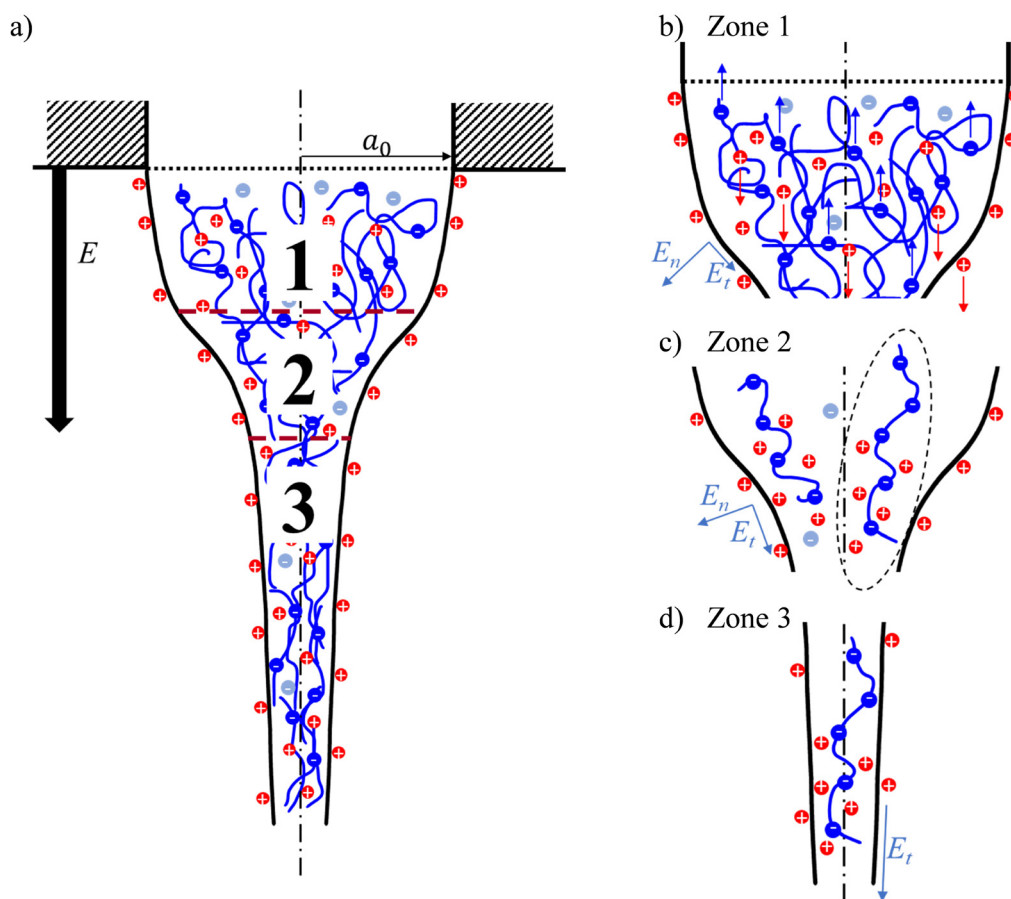 a)
a₀
E
1
2
3
b) Zone 1
Eₙ
Eₜ
c) Zone 2
Eₙ
Eₜ
d) Zone 3
Eₜ